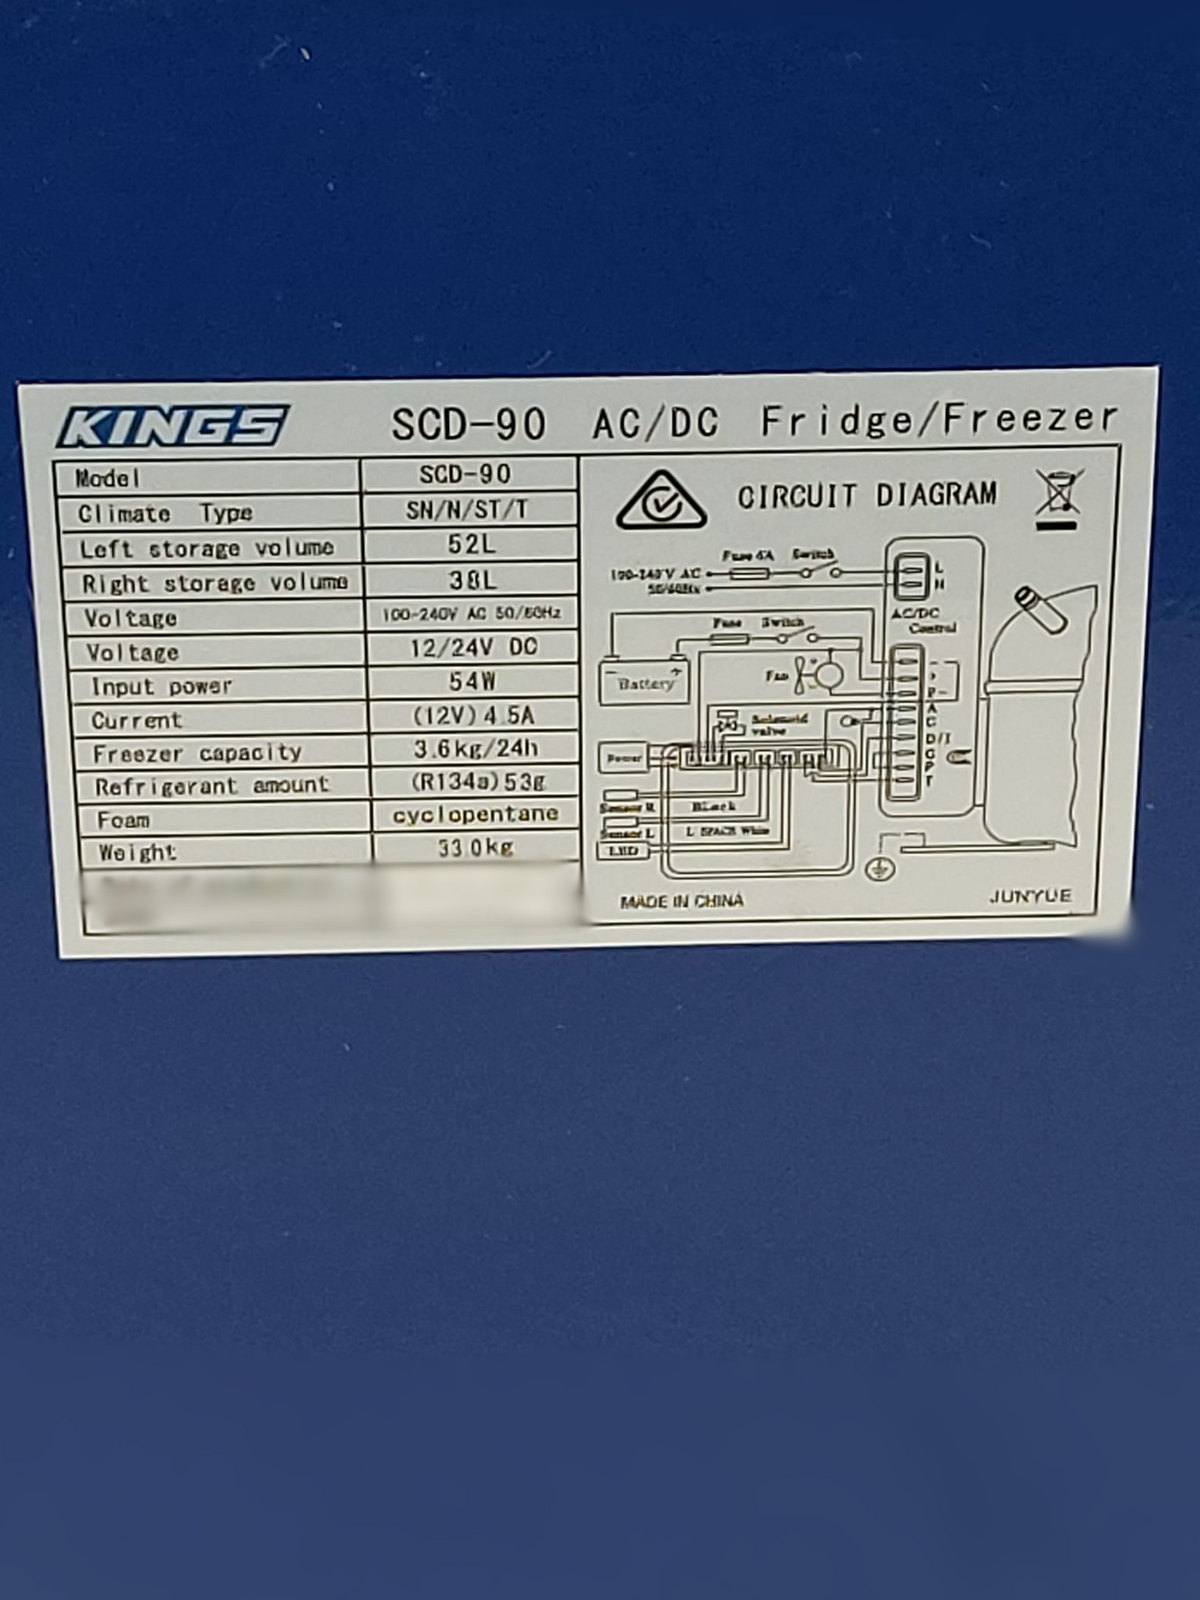 KINGS SCD-90 AC/DC Fridge/Freezer
Model SCD-90
Climate Type SN/N/ST/T
Left storage volume 52L
Right storage volume 38L
Voltage 100-240V AC 50/60Hz
Voltage 12/24V DC
Input power 54W
Current (12V) 4.5A
Freezer capacity 3.6kg/24h
Refrigerant amount (R134a) 53g
Foam cyclopentane
Weight 33.0kg
CIRCUIT DIAGRAM
Fuse Switch
100-240V AC
50/60Hz
L
N
AC/DC
Control
Fuse Switch
Battery
- +
Fan
Solenoid
valve
P
A
C
D/I
G
P
T
Power
Sensor R
Black
Sensor L
L SPACE White
LED
MADE IN CHINA
JUNYUE